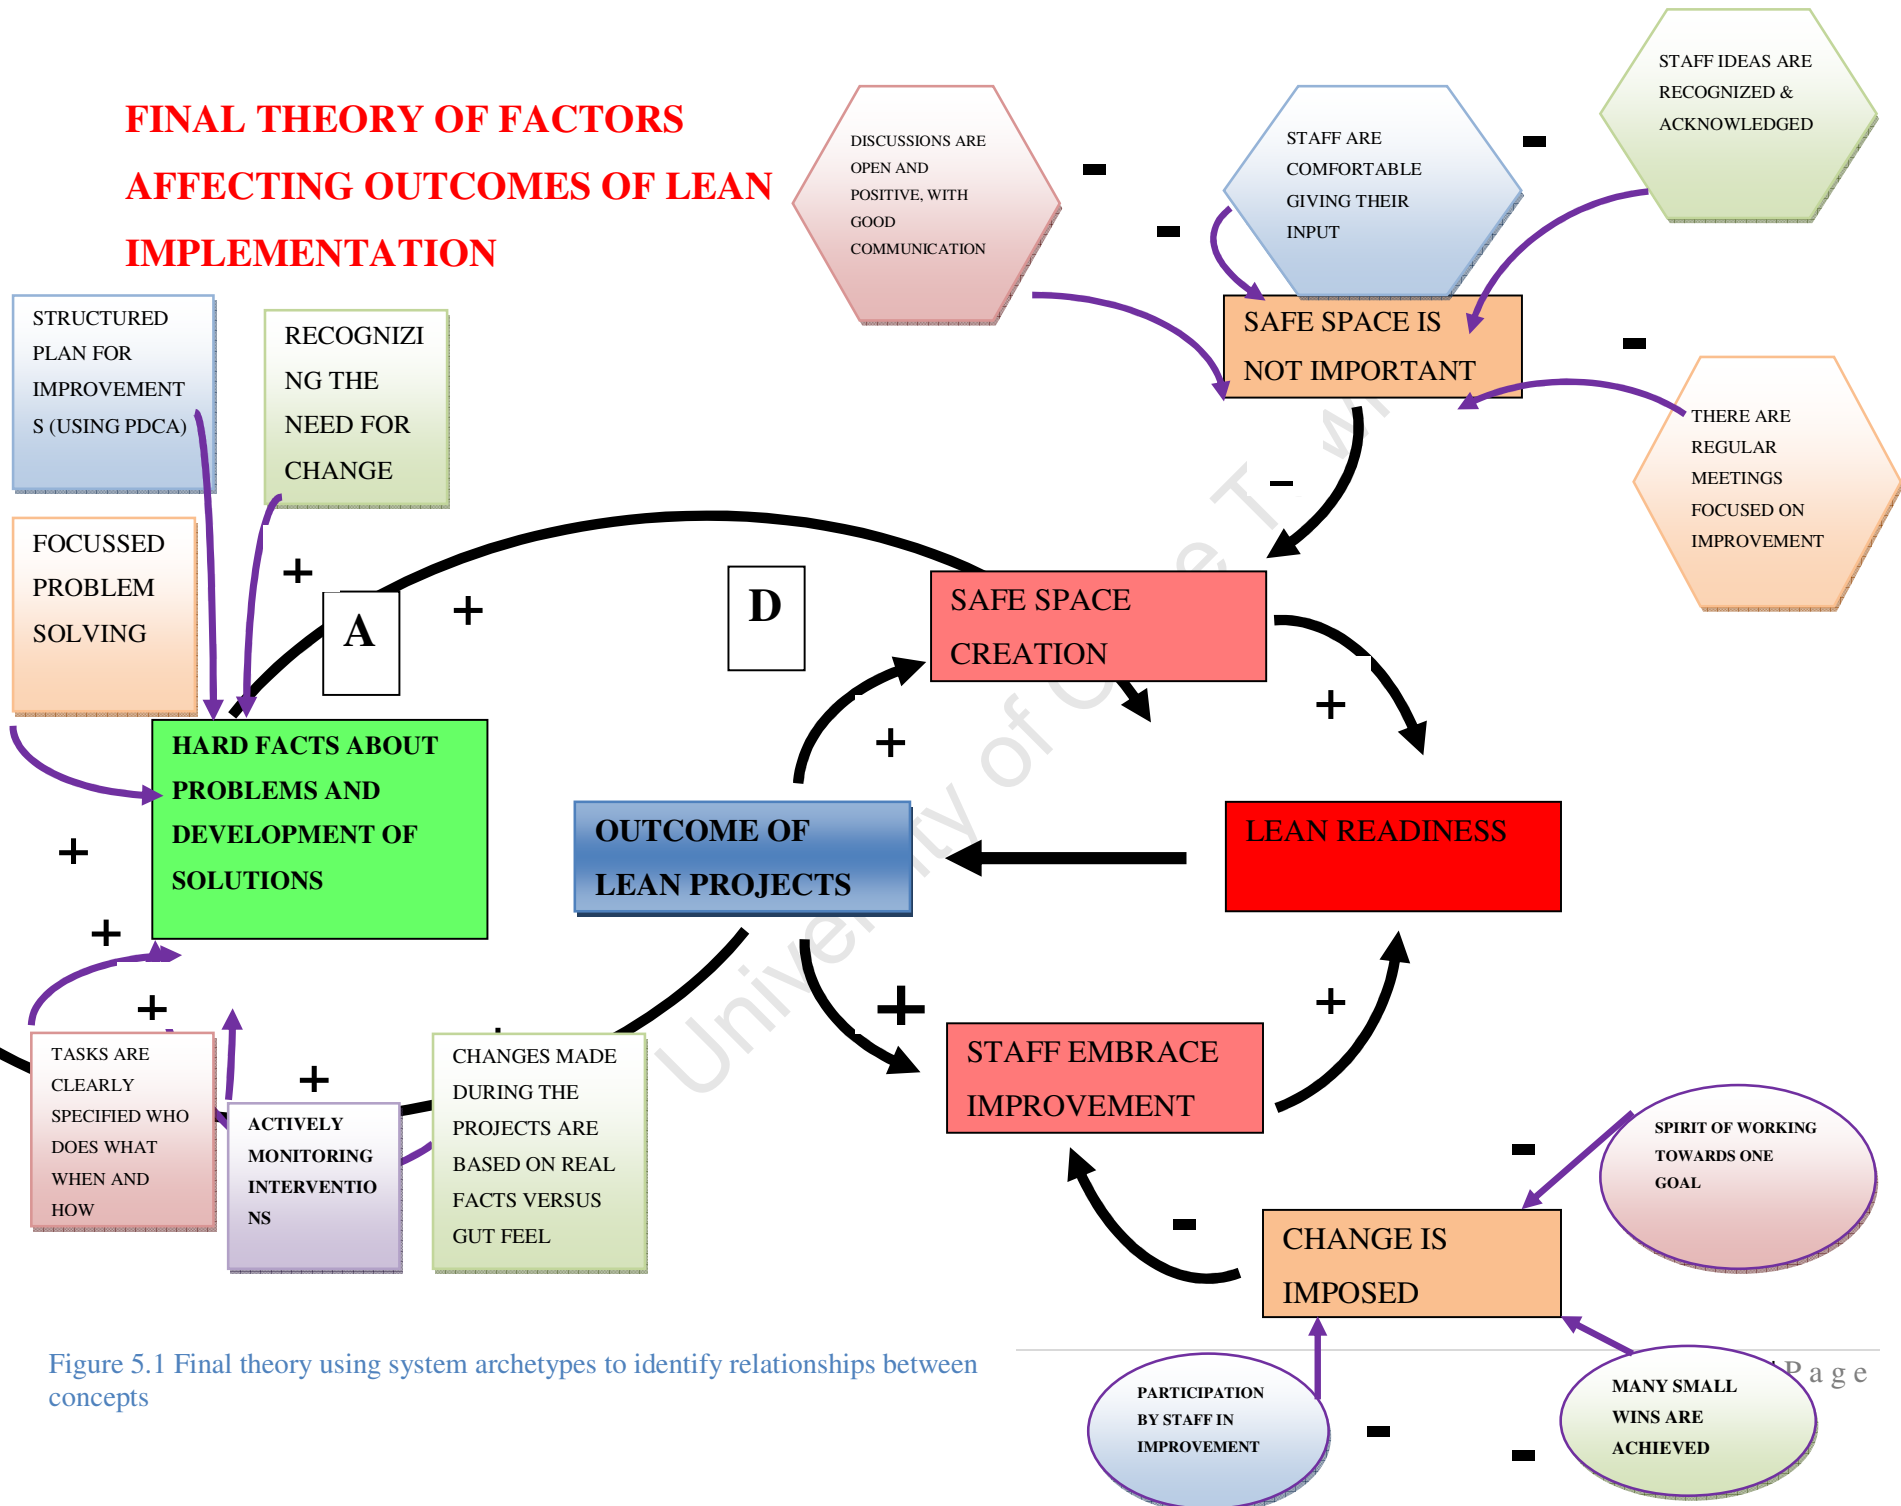 FINAL THEORY OF FACTORS
AFFECTING OUTCOMES OF LEAN
IMPLEMENTATION
DISCUSSIONS ARE
OPEN AND
POSITIVE, WITH
GOOD
COMMUNICATION
-
-
STAFF ARE
COMFORTABLE
GIVING THEIR
INPUT
-
STAFF IDEAS ARE
RECOGNIZED &
ACKNOWLEDGED
SAFE SPACE IS
NOT IMPORTANT
-
THERE ARE
REGULAR
MEETINGS
FOCUSED ON
IMPROVEMENT
-
STRUCTURED
PLAN FOR
IMPROVEMENT
S (USING PDCA)
RECOGNIZI
NG THE
NEED FOR
CHANGE
FOCUSSED
PROBLEM
SOLVING
+
A
+
D
SAFE SPACE
CREATION
+
+
HARD FACTS ABOUT
PROBLEMS AND
DEVELOPMENT OF
SOLUTIONS
+
+
OUTCOME OF
LEAN PROJECTS
LEAN READINESS
University of
+
+
+
+
TASKS ARE
CLEARLY
SPECIFIED WHO
DOES WHAT
WHEN AND
HOW
ACTIVELY
MONITORING
INTERVENTIO
NS
CHANGES MADE
DURING THE
PROJECTS ARE
BASED ON REAL
FACTS VERSUS
GUT FEEL
STAFF EMBRACE
IMPROVEMENT
-
-
SPIRIT OF WORKING
TOWARDS ONE
GOAL
CHANGE IS
IMPOSED
PARTICIPATION
BY STAFF IN
IMPROVEMENT
-
-
MANY SMALL
WINS ARE
ACHIEVED
Page
Figure 5.1 Final theory using system archetypes to identify relationships between
concepts